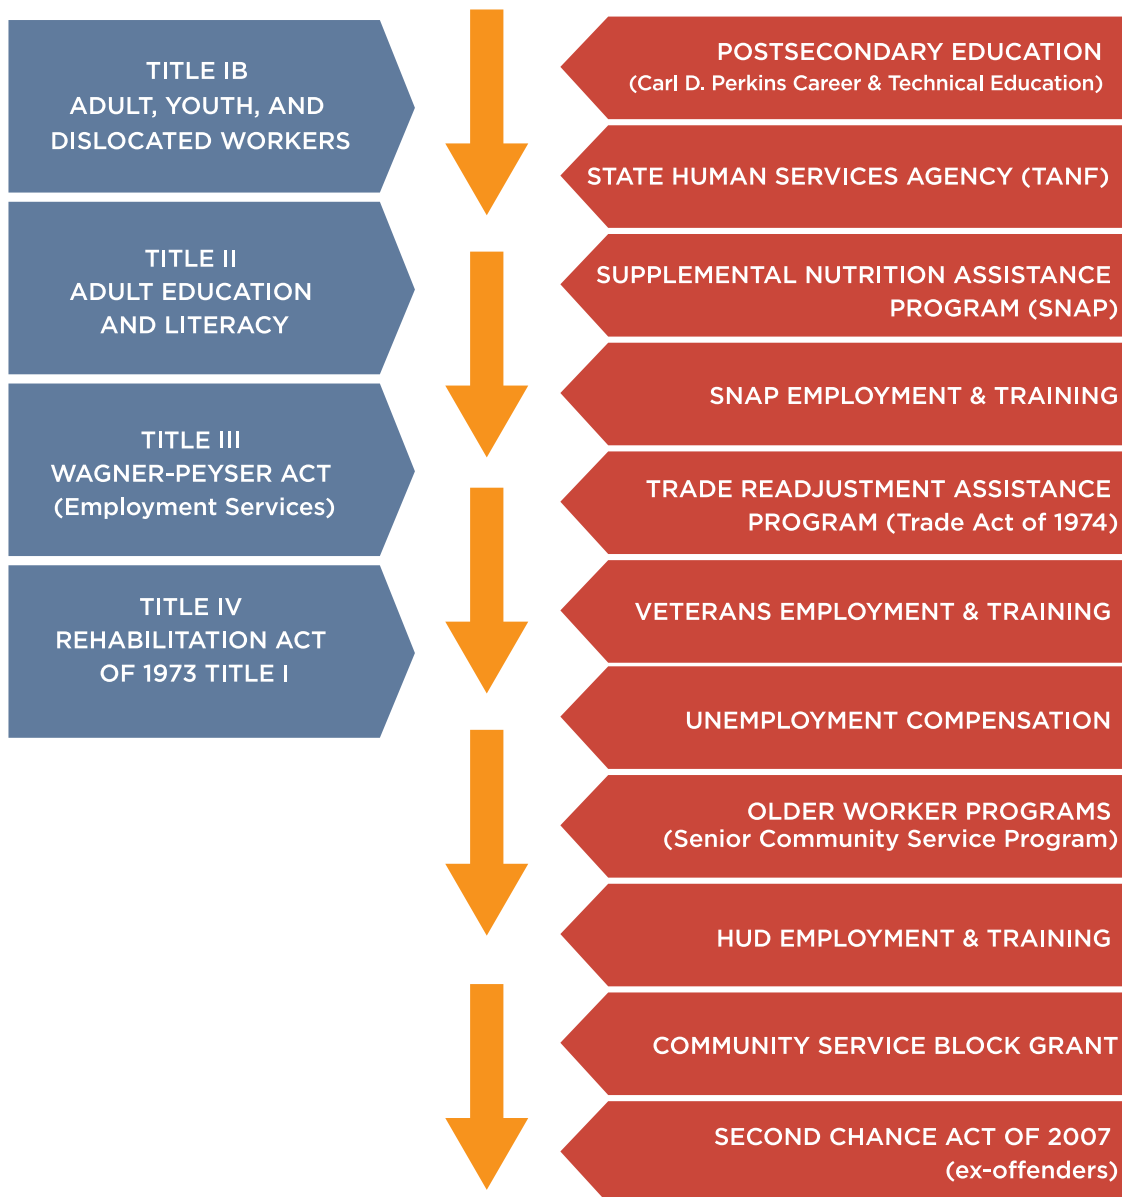 TITLE IB
ADULT, YOUTH, AND
DISLOCATED WORKERS
TITLE II
ADULT EDUCATION
AND LITERACY
TITLE III
WAGNER-PEYSER ACT
(Employment Services)
TITLE IV
REHABILITATION ACT
OF 1973 TITLE I
POSTSECONDARY EDUCATION
(Carl D. Perkins Career & Technical Education)
STATE HUMAN SERVICES AGENCY (TANF)
SUPPLEMENTAL NUTRITION ASSISTANCE
PROGRAM (SNAP)
SNAP EMPLOYMENT & TRAINING
TRADE READJUSTMENT ASSISTANCE
PROGRAM (Trade Act of 1974)
VETERANS EMPLOYMENT & TRAINING
UNEMPLOYMENT COMPENSATION
OLDER WORKER PROGRAMS
(Senior Community Service Program)
HUD EMPLOYMENT & TRAINING
COMMUNITY SERVICE BLOCK GRANT
SECOND CHANCE ACT OF 2007
(ex-offenders)